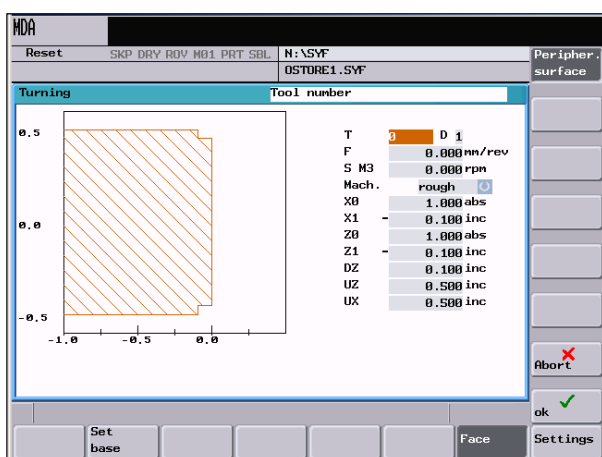 MDA
Reset SKP DRY ROV M01 PRT SBL N:\SYF Peripher.
OSTORE1.SYF surface
Turning Tool number
0.5
0.0
-0.5
-1.0 -0.5 0.0
T 0 D 1
F 0.000 mm/rev
S M3 0.000 rpm
Mach. rough
X0 1.000 abs
X1 - 0.100 inc
Z0 1.000 abs
Z1 - 0.100 inc
DZ 0.100 inc
UZ 0.500 inc
UX 0.500 inc
Abort
ok
Set base
Face
Settings